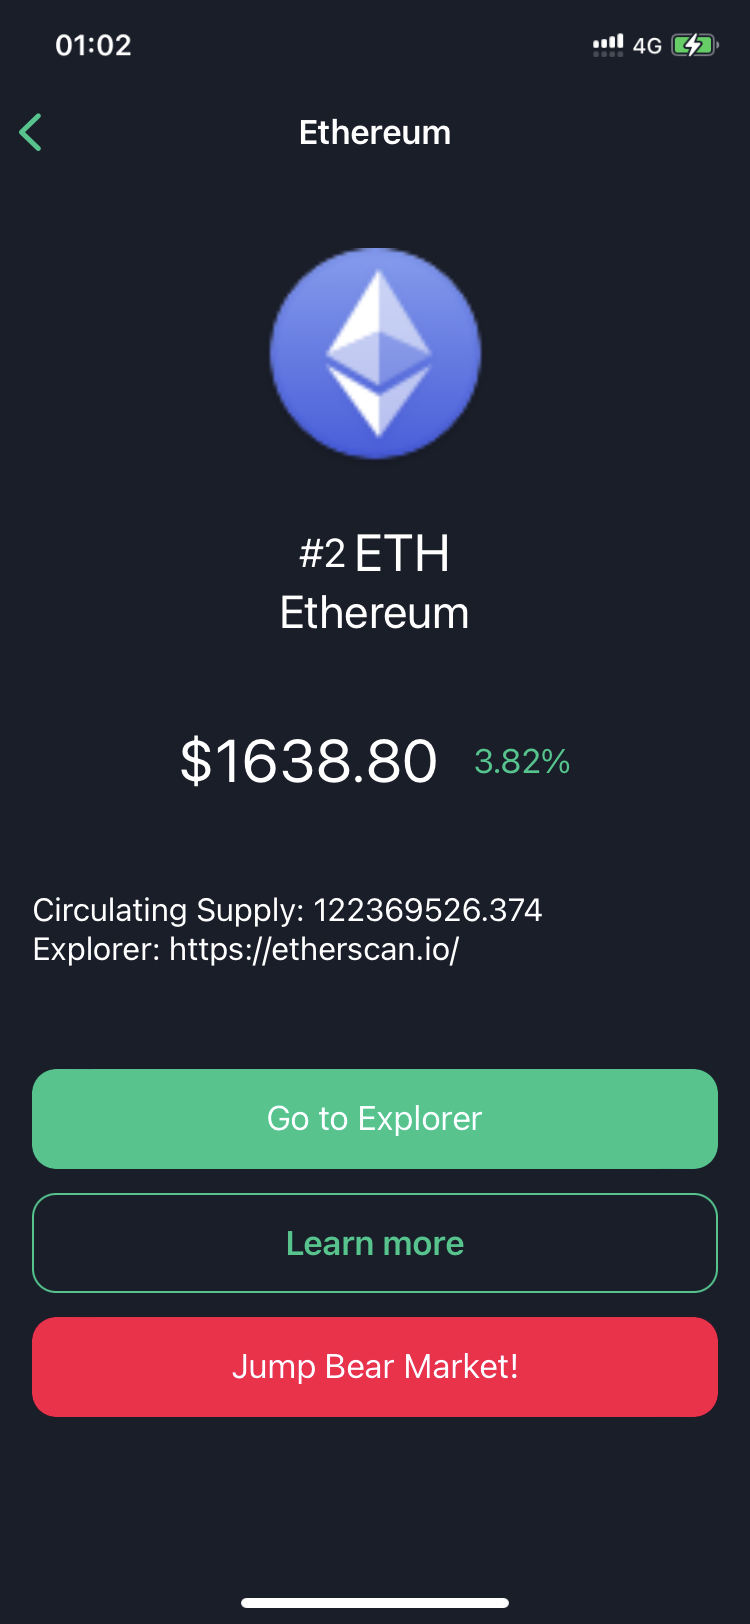 01:02 4G
Ethereum
#2 ETH
Ethereum
$1638.80 3.82%
Circulating Supply: 122369526.374
Explorer: https://etherscan.io/
Go to Explorer
Learn more
Jump Bear Market!